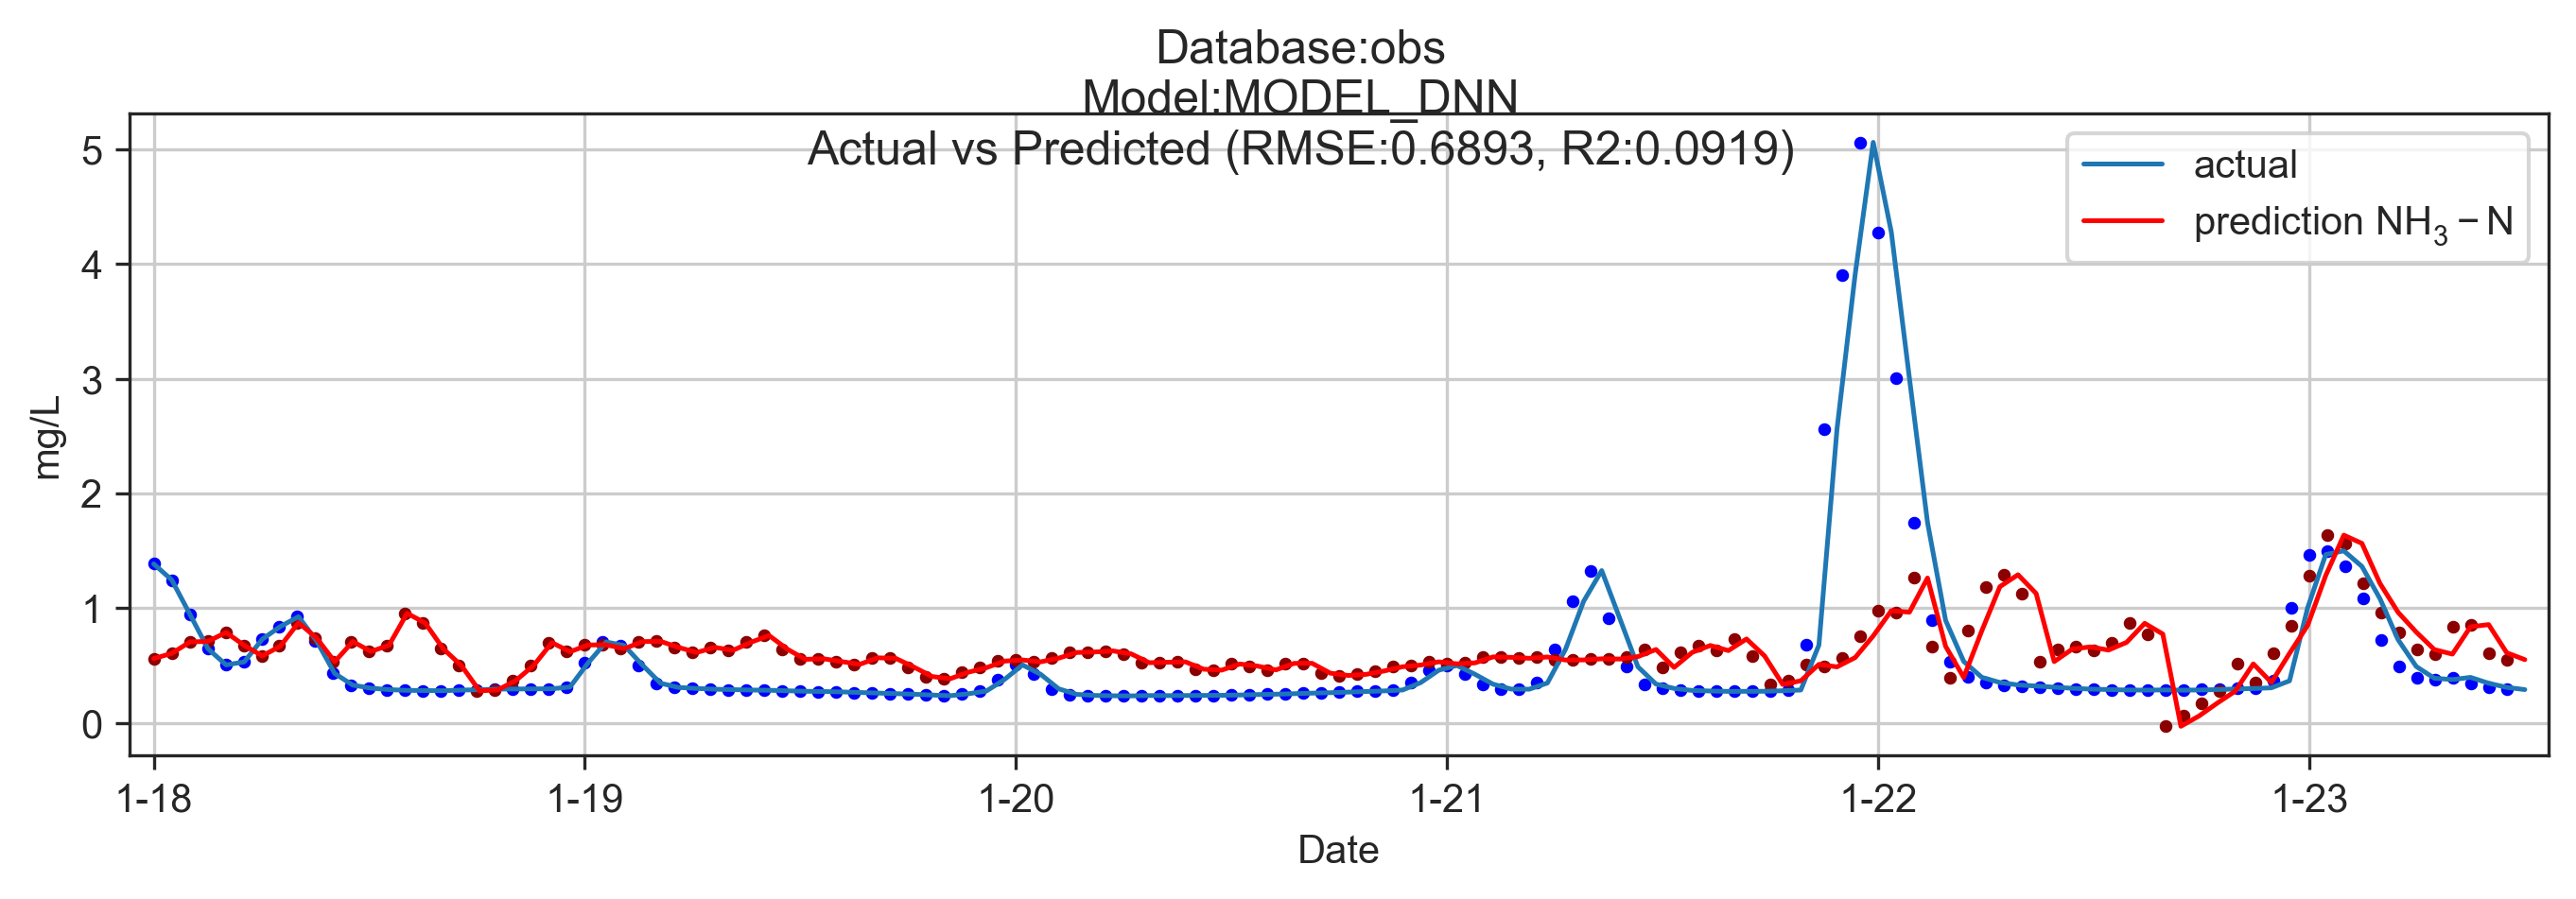 Database:obs
Model:MODEL_DNN
Actual vs Predicted (RMSE:0.6893, R2:0.0919)
actual
prediction NH₃ − N
mg/L
5
4
3
2
1
0
1-18 1-19 1-20 1-21 1-22 1-23
Date